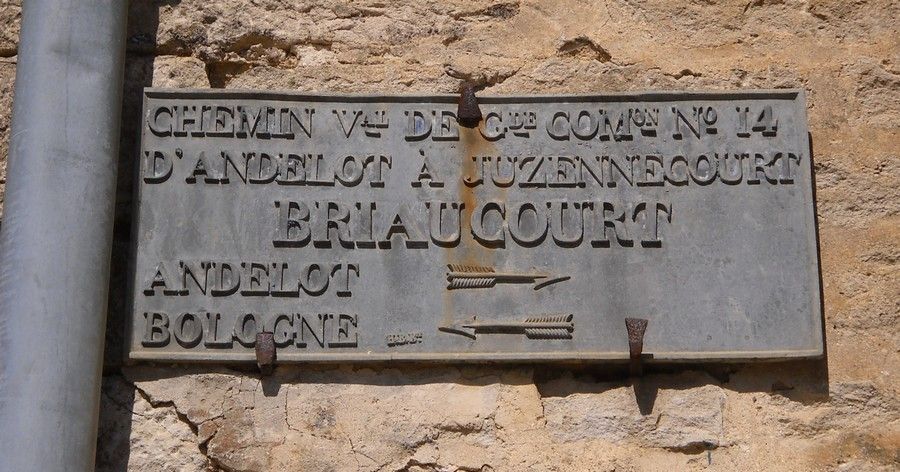 CHEMIN Val DE Gde COMon No 14
D'ANDELOT À JUZENNECOURT
BRIAUCOURT
ANDELOT
BOLOGNE